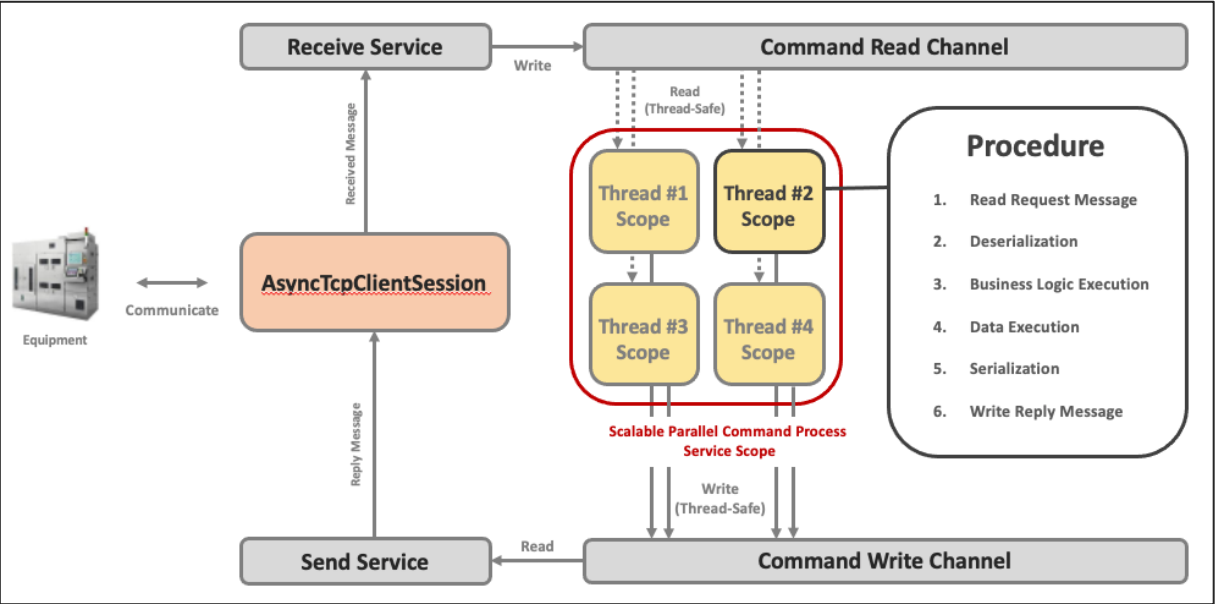 Receive Service
Write
Command Read Channel
Read
(Thread-Safe)
Received Message
Procedure
Thread #1
Scope
Thread #2
Scope
1. Read Request Message
2. Deserialization
3. Business Logic Execution
4. Data Execution
5. Serialization
6. Write Reply Message
AsyncTcpClientSession
Communicate
Equipment
Thread #3
Scope
Thread #4
Scope
Scalable Parallel Command Process
Service Scope
Reply Message
Write
(Thread-Safe)
Send Service
Read
Command Write Channel